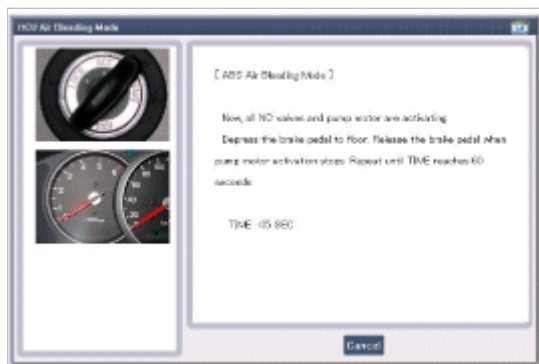 HCU Air Bleeding Mode
[ ABS Air Bleeding Mode ]
Now, all NO valves and pump motor are activating
Depress the brake pedal to floor. Release the brake pedal when
pump motor activation stops. Repeat until TIME reaches 60
seconds
TIME : 05 SEC
Cancel